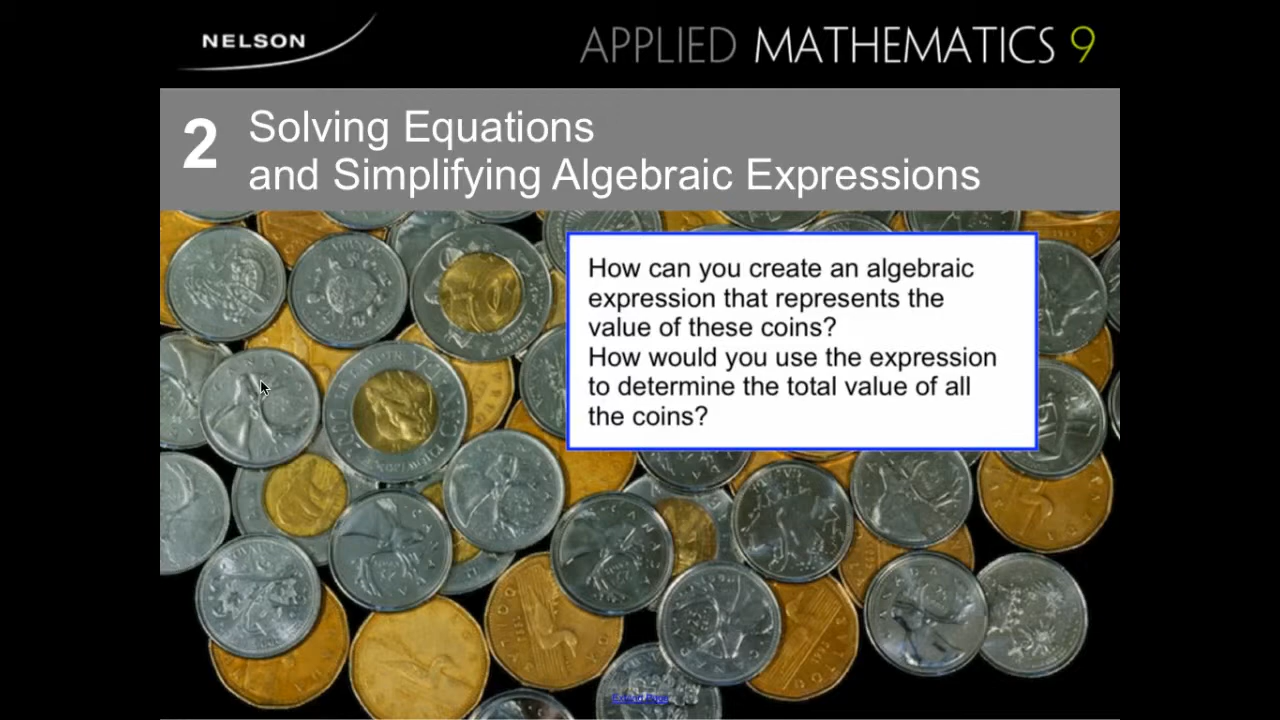 NELSON
APPLIED MATHEMATICS 9
2
Solving Equations
and Simplifying Algebraic Expressions
How can you create an algebraic
expression that represents the
value of these coins?
How would you use the expression
to determine the total value of all
the coins?